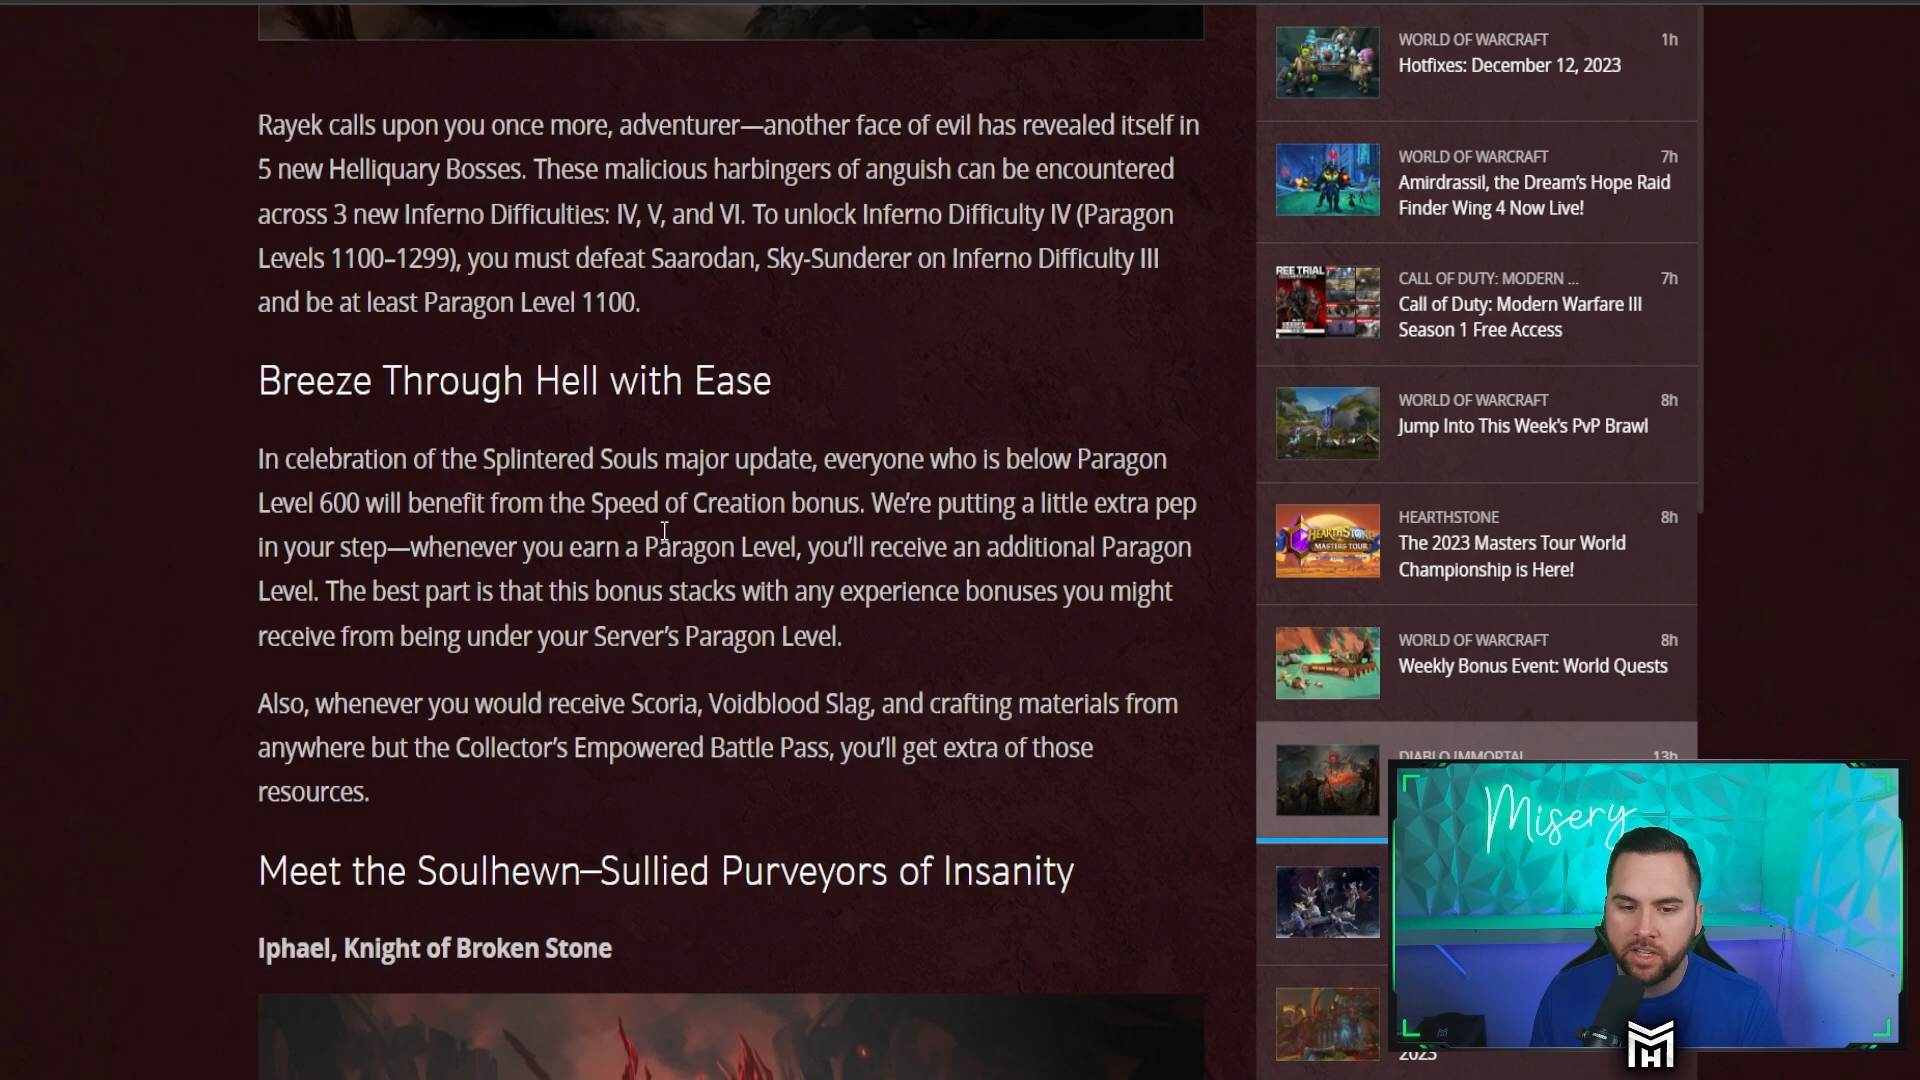 Rayek calls upon you once more, adventurer—another face of evil has revealed itself in
5 new Helliquary Bosses. These malicious harbingers of anguish can be encountered
across 3 new Inferno Difficulties: IV, V, and VI. To unlock Inferno Difficulty IV (Paragon
Levels 1100–1299), you must defeat Saarodan, Sky-Sunderer on Inferno Difficulty III
and be at least Paragon Level 1100.
Breeze Through Hell with Ease
In celebration of the Splintered Souls major update, everyone who is below Paragon
Level 600 will benefit from the Speed of Creation bonus. We’re putting a little extra pep
in your step—whenever you earn a Paragon Level, you’ll receive an additional Paragon
Level. The best part is that this bonus stacks with any experience bonuses you might
receive from being under your Server’s Paragon Level.
Also, whenever you would receive Scoria, Voidblood Slag, and crafting materials from
anywhere but the Collector’s Empowered Battle Pass, you’ll get extra of those
resources.
Meet the Soulhewn—Sullied Purveyors of Insanity
Iphael, Knight of Broken Stone
WORLD OF WARCRAFT 1h
Hotfixes: December 12, 2023
WORLD OF WARCRAFT 7h
Amirdrassil, the Dream’s Hope Raid
Finder Wing 4 Now Live!
CALL OF DUTY: MODERN ... 7h
Call of Duty: Modern Warfare III
Season 1 Free Access
WORLD OF WARCRAFT 8h
Jump Into This Week's PvP Brawl
HEARTHSTONE 8h
The 2023 Masters Tour World
Championship is Here!
WORLD OF WARCRAFT 8h
Weekly Bonus Event: World Quests
DIABLO IMMORTAL 13h
2023
REE TRIAL
HEARTHSTONE
MASTERS TOUR
Misery